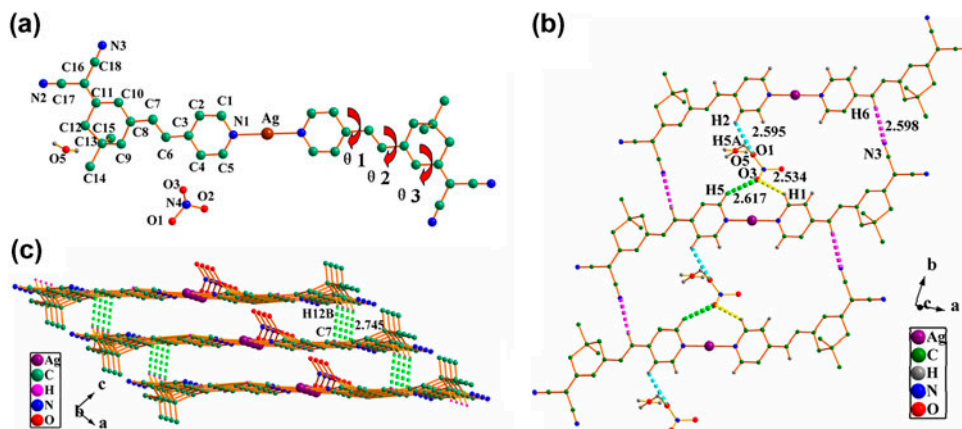 (a)
N3
C16
C18
N2
C17
C11
C10
C7
C2
C1
C12
C15
C3
N1
Ag
C13
C8
O5
C9
C6
C4
C5
C14
θ 1
θ 2
θ 3
O3
N4
O2
O1
(b)
H2
2.595
H6
2.598
H5A
O1
O5
N3
O3
2.534
H5
H1
2.617
b
c
a
Ag
C
H
N
O
(c)
H12B
C7
2.745
Ag
C
H
N
O
c
b
a